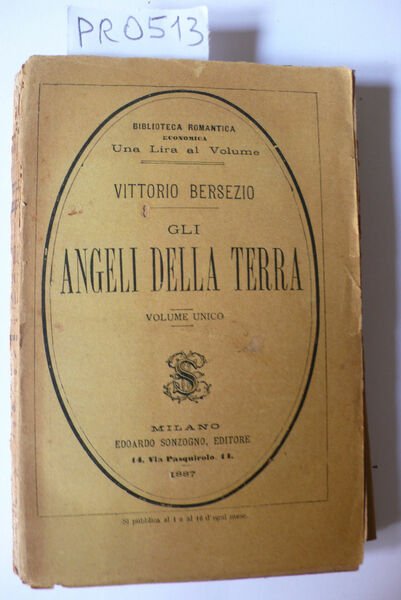 PRO513
BIBLIOTECA ROMANTICA
ECONOMICA
Una Lira al Volume
VITTORIO BERSEZIO
GLI
ANGELI DELLA TERRA
VOLUME UNICO
S
MILANO
EDOARDO SONZOGNO, EDITORE
14. Via Pasquirolo. 14.
1887
Si pubblica al 1 e al 16 d'ogni mese.